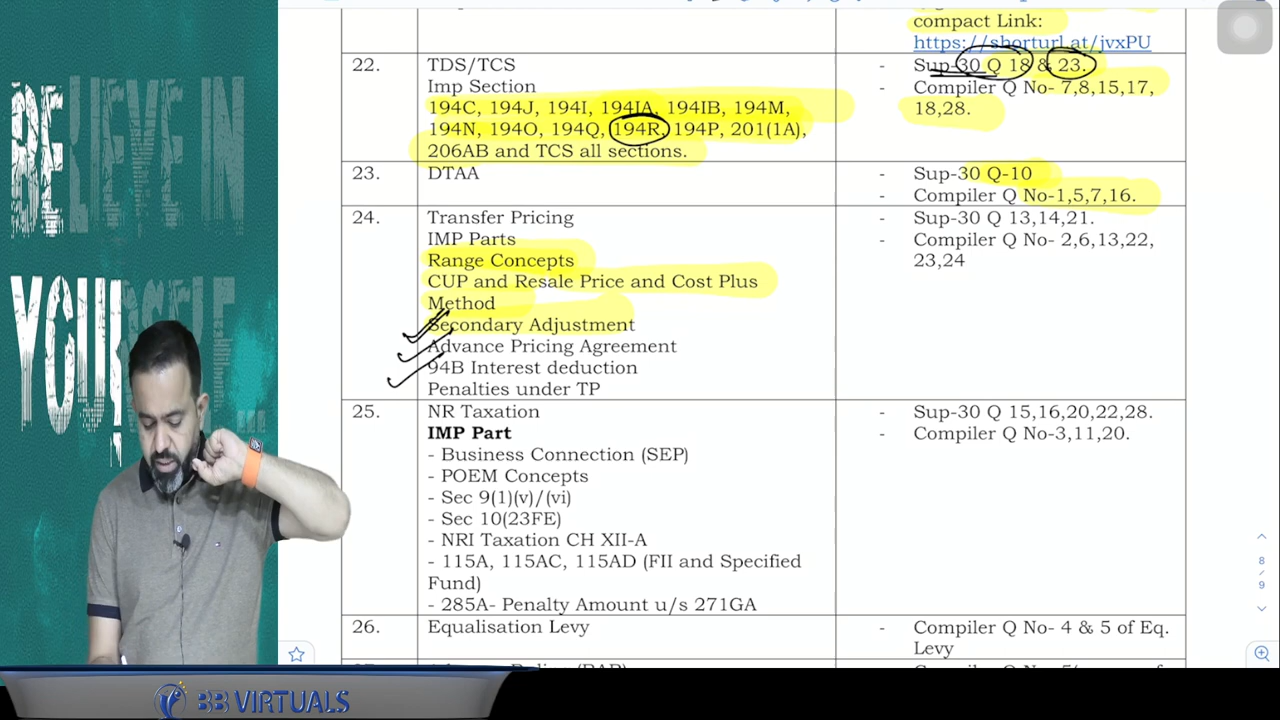 compact Link:
https://shorturl.at/jvxPU
22. TDS/TCS - Sup-30 Q 18 & 23.
Imp Section - Compiler Q No- 7,8,15,17,
194C, 194J, 194I, 194IA, 194IB, 194M, 18,28.
194N, 194O, 194Q, 194R, 194P, 201(1A),
206AB and TCS all sections.
23. DTAA - Sup-30 Q-10
- Compiler Q No-1,5,7,16.
24. Transfer Pricing - Sup-30 Q 13,14,21.
IMP Parts - Compiler Q No- 2,6,13,22,
Range Concepts 23,24
CUP and Resale Price and Cost Plus
Method
Secondary Adjustment
Advance Pricing Agreement
94B Interest deduction
Penalties under TP
25. NR Taxation - Sup-30 Q 15,16,20,22,28.
IMP Part - Compiler Q No-3,11,20.
- Business Connection (SEP)
- POEM Concepts
- Sec 9(1)(v)/(vi)
- Sec 10(23FE)
- NRI Taxation CH XII-A
- 115A, 115AC, 115AD (FII and Specified
Fund)
- 285A- Penalty Amount u/s 271GA
26. Equalisation Levy - Compiler Q No- 4 & 5 of Eq.
Levy
8
/
9
BELIEVE IN
BB VIRTUALS